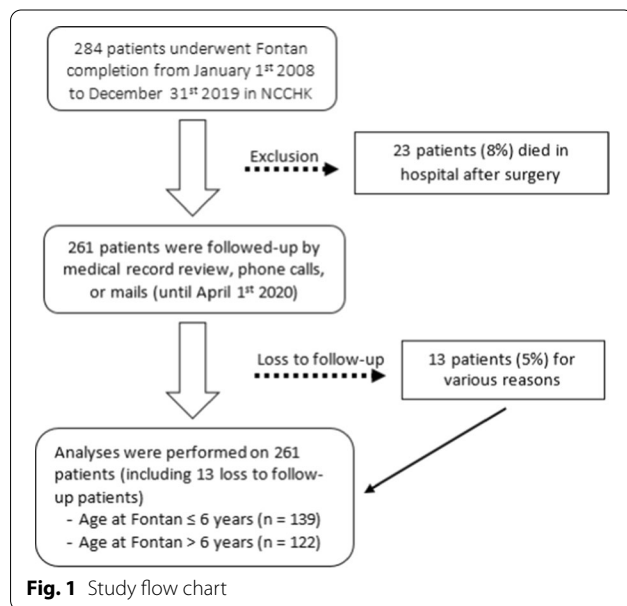 284 patients underwent Fontan
completion from January 1st 2008
to December 31st 2019 in NCCHK
Exclusion
23 patients (8%) died in
hospital after surgery
261 patients were followed-up by
medical record review, phone calls,
or mails (until April 1st 2020)
Loss to follow-up
13 patients (5%) for
various reasons
Analyses were performed on 261
patients (including 13 loss to follow-
up patients)
- Age at Fontan ≤ 6 years (n = 139)
- Age at Fontan > 6 years (n = 122)
Fig. 1 Study flow chart